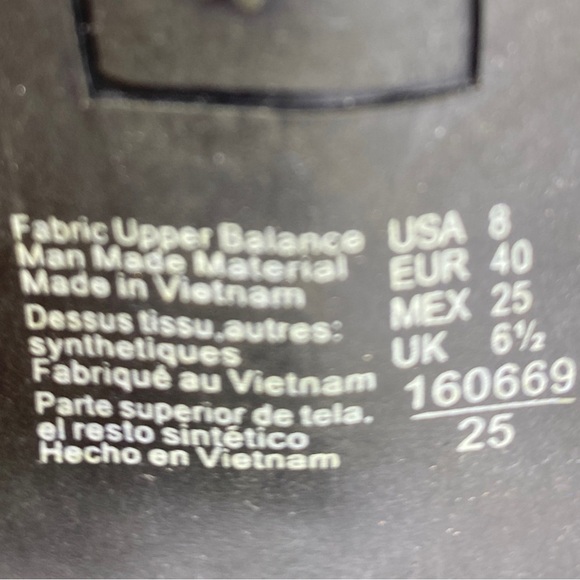 Fabric Upper Balance
Man Made Material
Made in Vietnam
Dessus tissu,autres:
synthetiques
Fabriqué au Vietnam
Parte superior de tela.
el resto sintético
Hecho en Vietnam
USA 8
EUR 40
MEX 25
UK 6½
160669
25